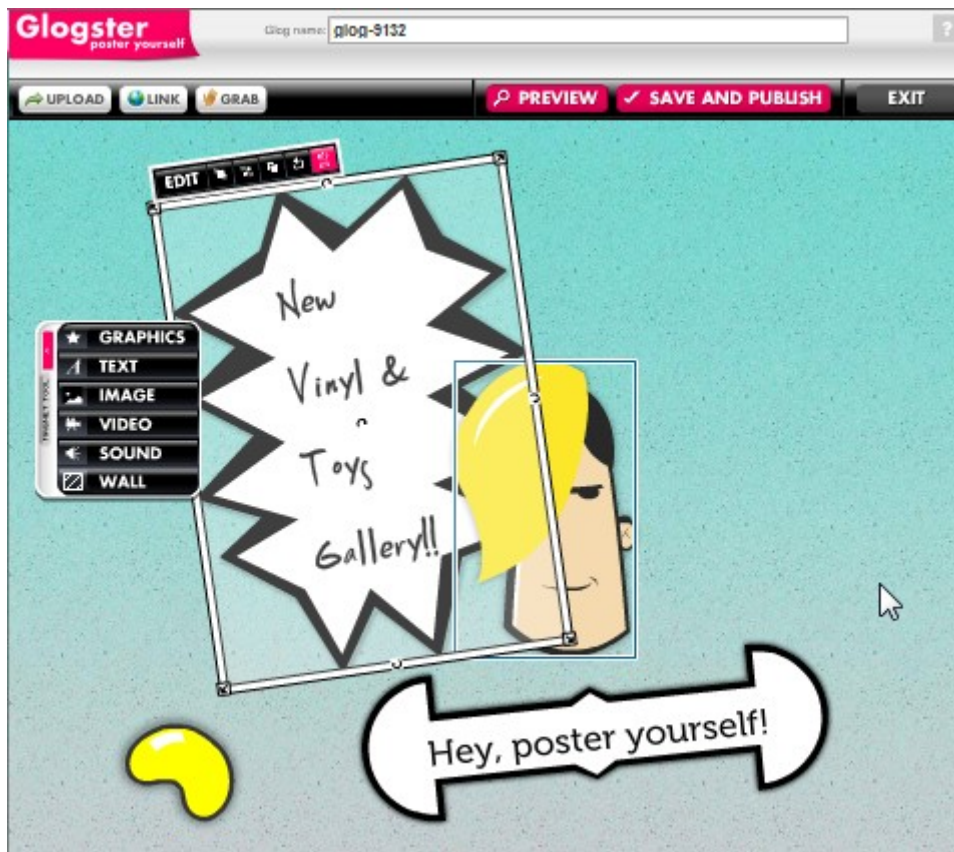 Glogster
poster yourself
Glog name: glog-9132
?
UPLOAD LINK GRAB PREVIEW SAVE AND PUBLISH EXIT
EDIT
New
Vinyl &
Toys
Gallery!!
GRAPHICS
TEXT
IMAGE
VIDEO
SOUND
WALL
Hey, poster yourself!